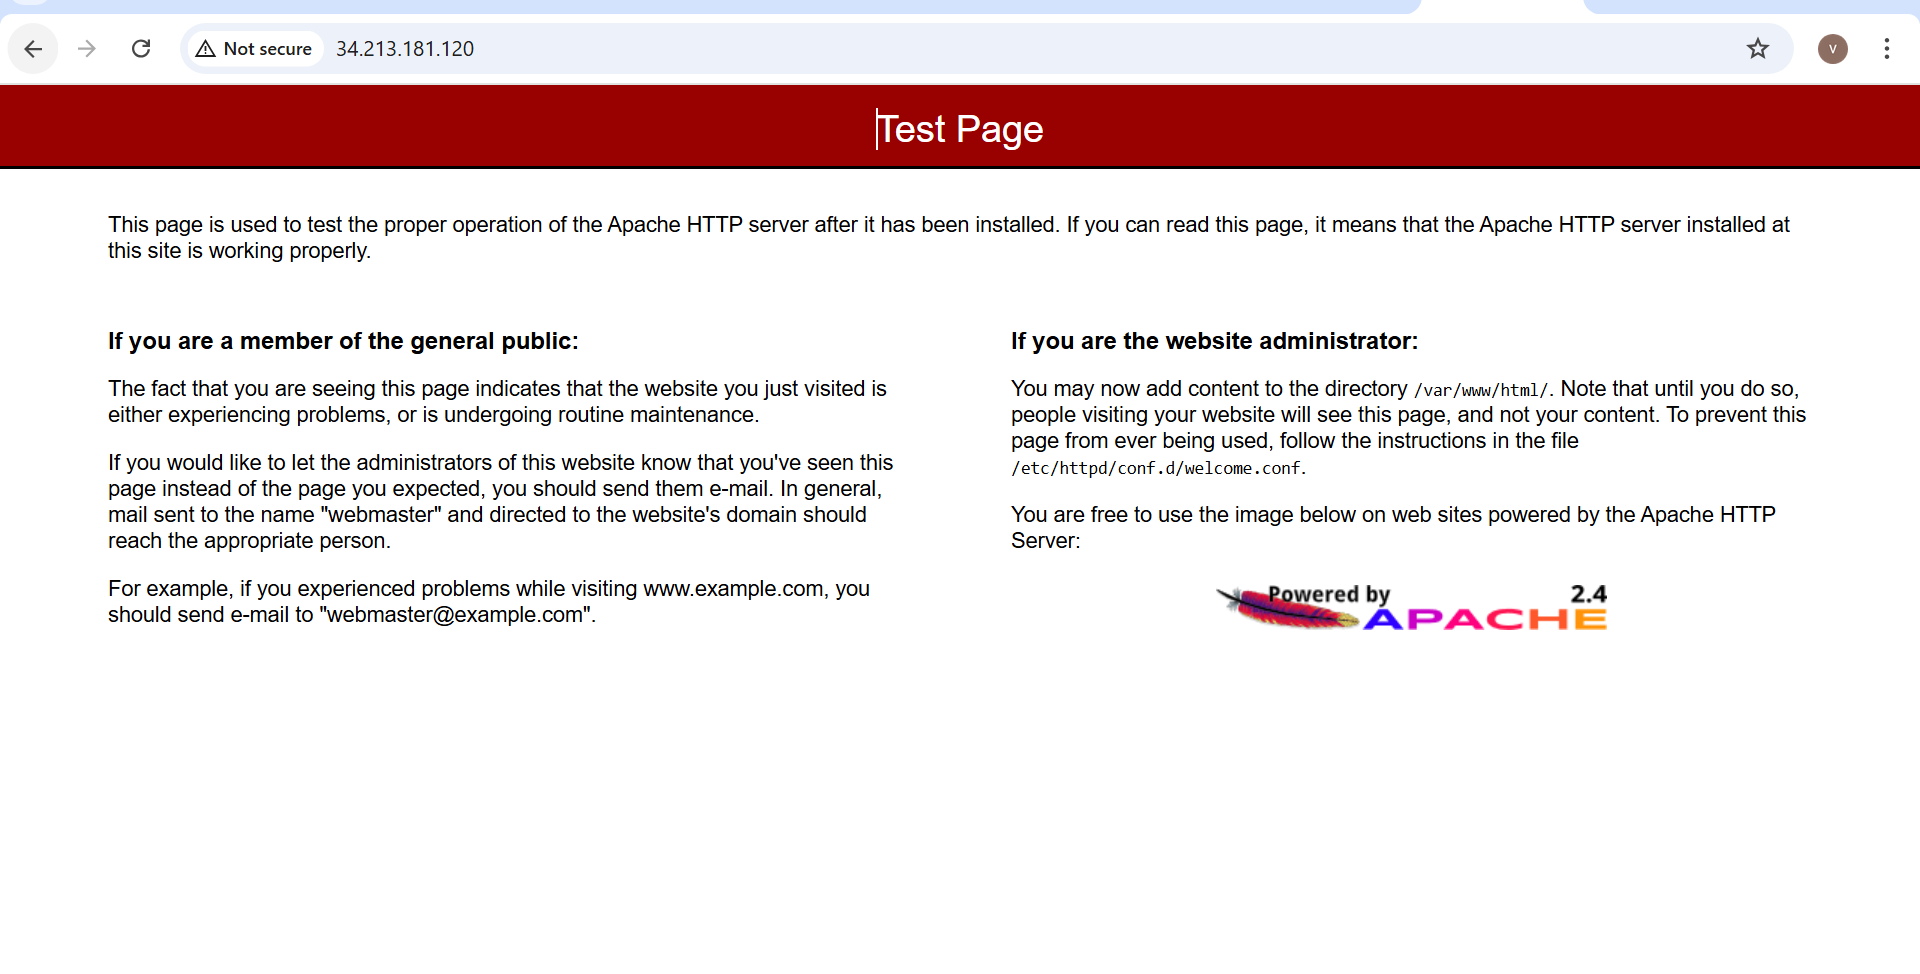 Not secure
34.213.181.120
V
Test Page
This page is used to test the proper operation of the Apache HTTP server after it has been installed. If you can read this page, it means that the Apache HTTP server installed at
this site is working properly.
If you are a member of the general public:
The fact that you are seeing this page indicates that the website you just visited is
either experiencing problems, or is undergoing routine maintenance.
If you would like to let the administrators of this website know that you've seen this
page instead of the page you expected, you should send them e-mail. In general,
mail sent to the name "webmaster" and directed to the website's domain should
reach the appropriate person.
For example, if you experienced problems while visiting www.example.com, you
should send e-mail to "webmaster@example.com".
If you are the website administrator:
You may now add content to the directory /var/www/html/. Note that until you do so,
people visiting your website will see this page, and not your content. To prevent this
page from ever being used, follow the instructions in the file
/etc/httpd/conf.d/welcome.conf.
You are free to use the image below on web sites powered by the Apache HTTP
Server:
Powered by 2.4
APACHE